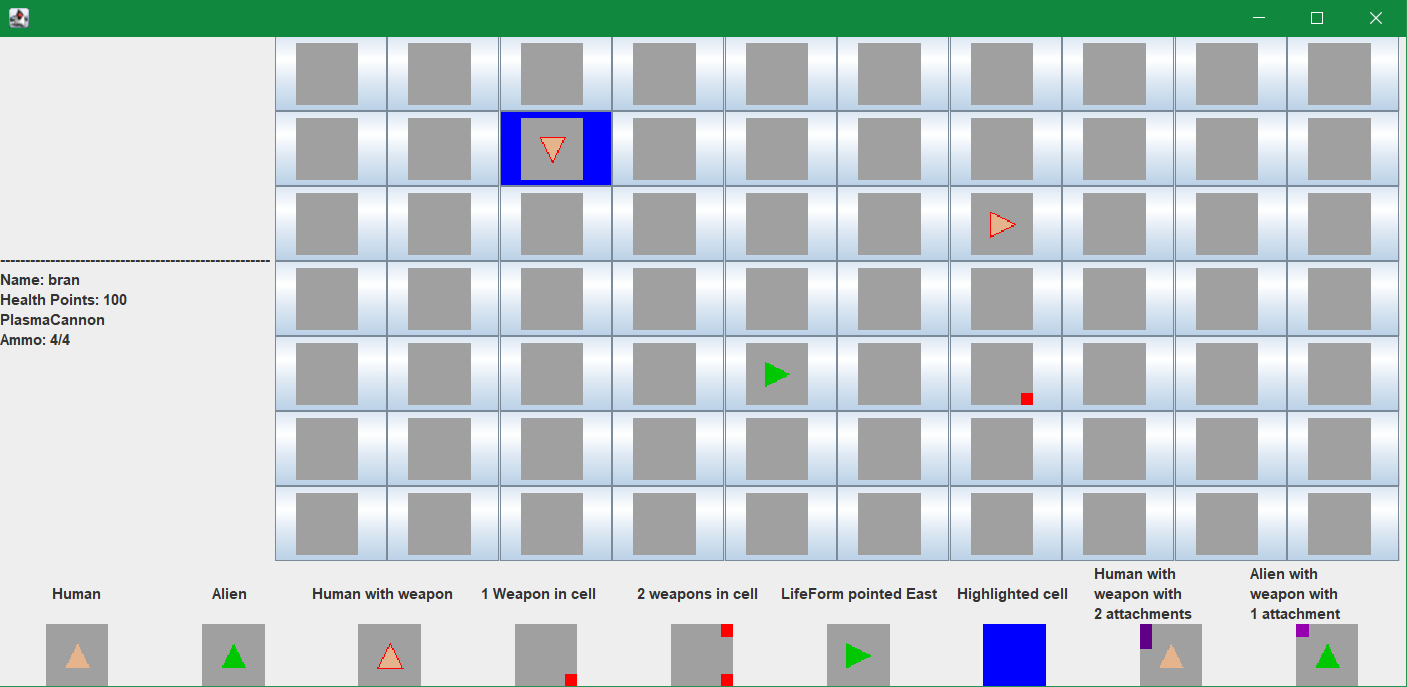 ------------------------------------------------------
Name: bran
Health Points: 100
PlasmaCannon
Ammo: 4/4
Human
Alien
Human with weapon
1 Weapon in cell
2 weapons in cell
LifeForm pointed East
Highlighted cell
Human with
weapon with
2 attachments
Alien with
weapon with
1 attachment